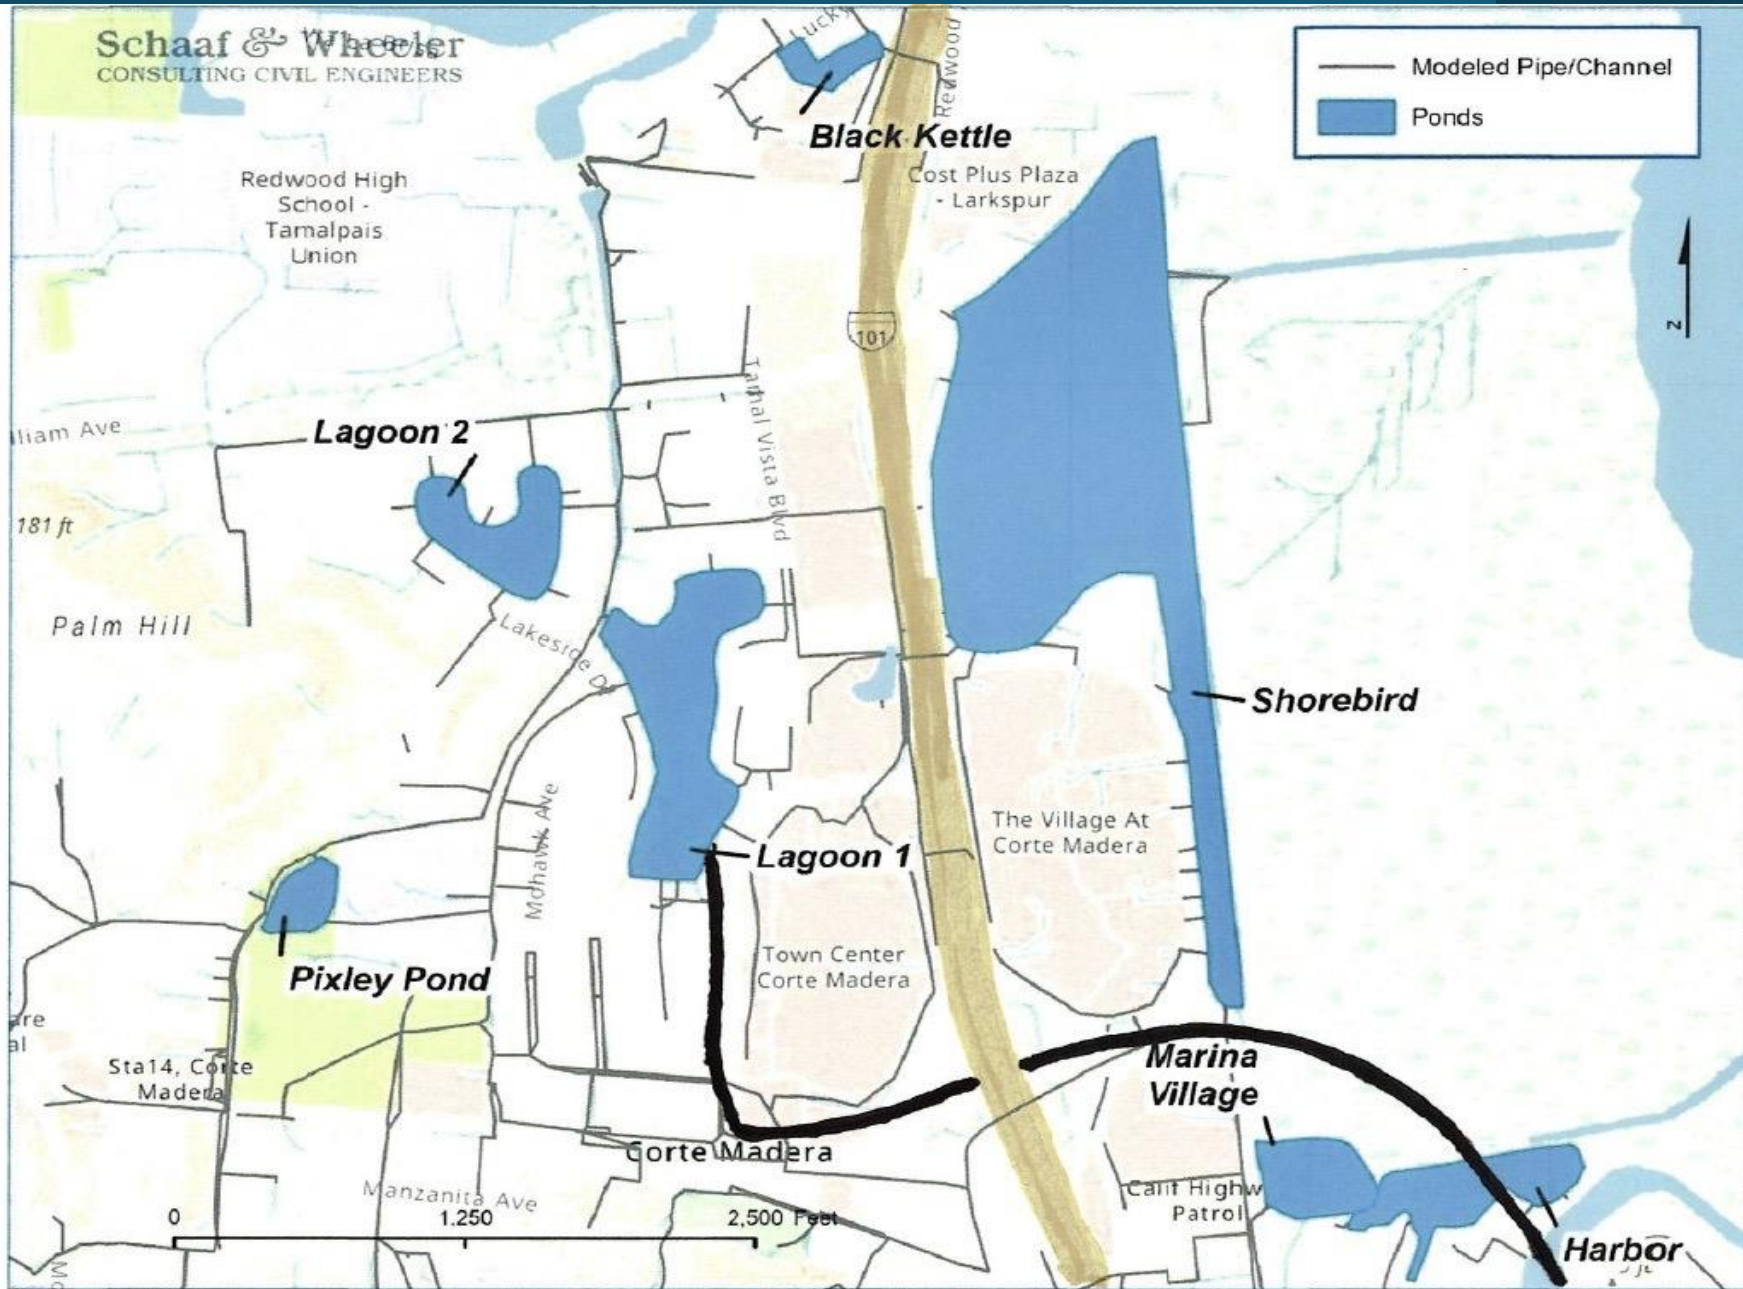 Schaaf & Wheeler
CONSULTING CIVIL ENGINEERS
Lucky
Redwood
Modeled Pipe/Channel
Ponds
Black Kettle
Redwood High
School -
Tamalpais
Union
Cost Plus Plaza
- Larkspur
101
N
Tamal Vista Blvd
lliam Ave
Lagoon 2
181 ft
Palm Hill
Lakeside Dr
Shorebird
Mohawk Ave
The Village At
Corte Madera
Lagoon 1
Pixley Pond
Town Center
Corte Madera
Sta14, Corte
Madera
Marina
Village
Corte Madera
Manzanita Ave
Calif Highw
Patrol
0
1.250
2,500 Feet
Harbor